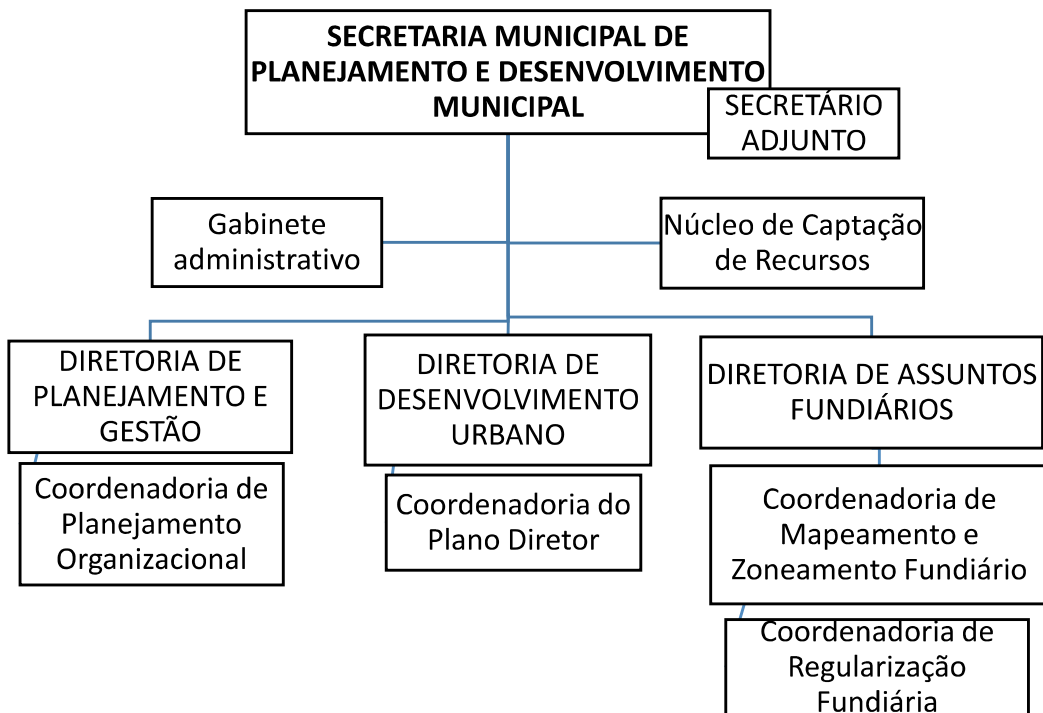 SECRETARIA MUNICIPAL DE
PLANEJAMENTO E DESENVOLVIMENTO
MUNICIPAL
SECRETÁRIO
ADJUNTO
Gabinete
administrativo
Núcleo de Captação
de Recursos
DIRETORIA DE
PLANEJAMENTO E
GESTÃO
Coordenadoria de
Planejamento
Organizacional
DIRETORIA DE
DESENVOLVIMENTO
URBANO
Coordenadoria do
Plano Diretor
DIRETORIA DE ASSUNTOS
FUNDIÁRIOS
Coordenadoria de
Mapeamento e
Zoneamento Fundiário
Coordenadoria de
Regularização
Fundiária